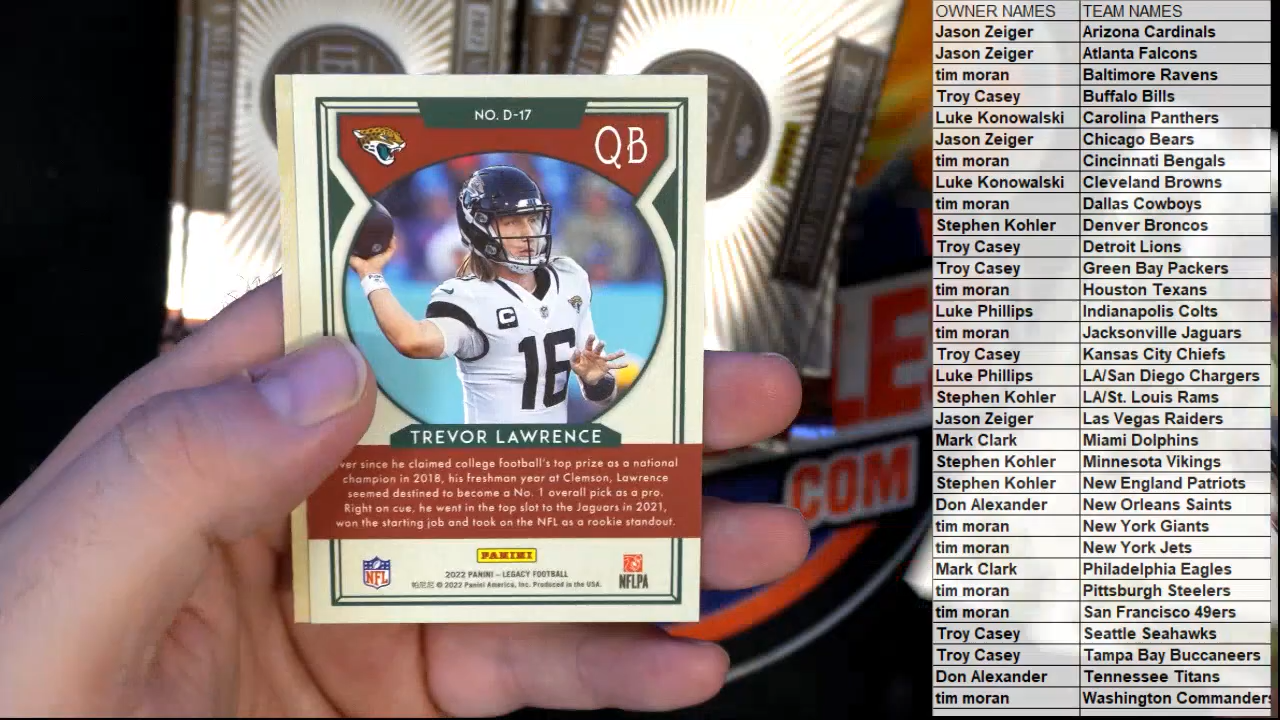 NO. D-17
QB
C
16
TREVOR LAWRENCE
ver since he claimed college football's top prize as a national
champion in 2018, his freshman year at Clemson, Lawrence
seemed destined to become a No. 1 overall pick as a pro.
Right on cue, he went in the top slot to the Jaguars in 2021,
won the starting job and took on the NFL as a rookie standout.
PANINI
NFL
2022 PANINI – LEGACY FOOTBALL
© 2022 Panini America, Inc. Produced in the USA.
NFLPA
COM
OWNER NAMES TEAM NAMES
Jason Zeiger Arizona Cardinals
Jason Zeiger Atlanta Falcons
tim moran Baltimore Ravens
Troy Casey Buffalo Bills
Luke Konowalski Carolina Panthers
Jason Zeiger Chicago Bears
tim moran Cincinnati Bengals
Luke Konowalski Cleveland Browns
tim moran Dallas Cowboys
Stephen Kohler Denver Broncos
Troy Casey Detroit Lions
Troy Casey Green Bay Packers
tim moran Houston Texans
Luke Phillips Indianapolis Colts
tim moran Jacksonville Jaguars
Troy Casey Kansas City Chiefs
Luke Phillips LA/San Diego Chargers
Stephen Kohler LA/St. Louis Rams
Jason Zeiger Las Vegas Raiders
Mark Clark Miami Dolphins
Stephen Kohler Minnesota Vikings
Stephen Kohler New England Patriots
Don Alexander New Orleans Saints
tim moran New York Giants
tim moran New York Jets
Mark Clark Philadelphia Eagles
tim moran Pittsburgh Steelers
tim moran San Francisco 49ers
Troy Casey Seattle Seahawks
Troy Casey Tampa Bay Buccaneers
Don Alexander Tennessee Titans
tim moran Washington Commanders